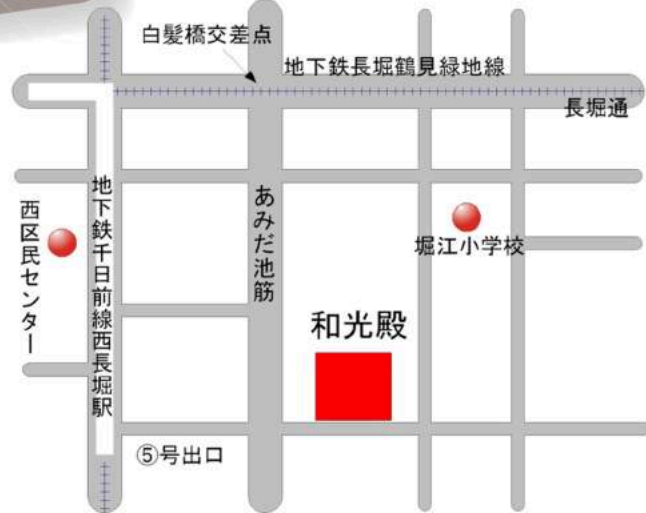 白髪橋交差点
地下鉄長堀鶴見緑地線
長堀通
西区民センター
地下鉄千日前線西長堀駅
あみだ池筋
堀江小学校
和光殿
⑤号出口